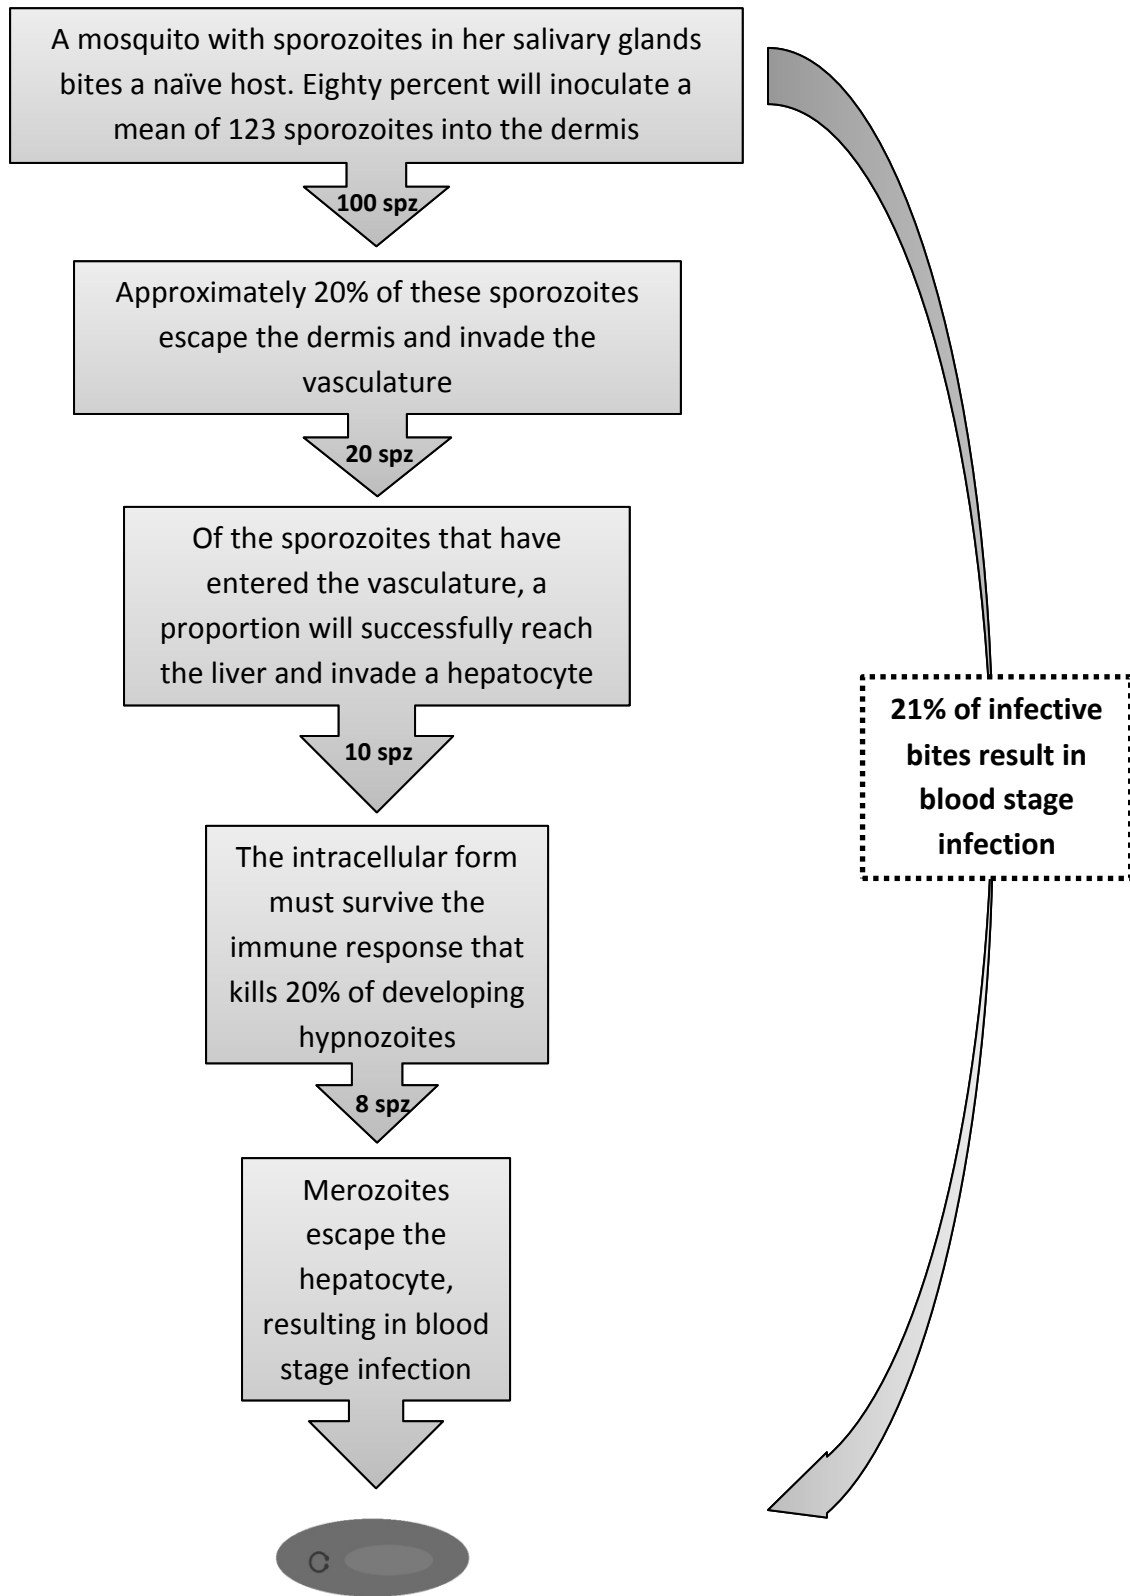 A mosquito with sporozoites in her salivary glands
bites a naïve host. Eighty percent will inoculate a
mean of 123 sporozoites into the dermis
100 spz
Approximately 20% of these sporozoites
escape the dermis and invade the
vasculature
20 spz
Of the sporozoites that have
entered the vasculature, a
proportion will successfully reach
the liver and invade a hepatocyte
10 spz
The intracellular form
must survive the
immune response that
kills 20% of developing
hypnozoites
8 spz
Merozoites
escape the
hepatocyte,
resulting in blood
stage infection
21% of infective
bites result in
blood stage
infection